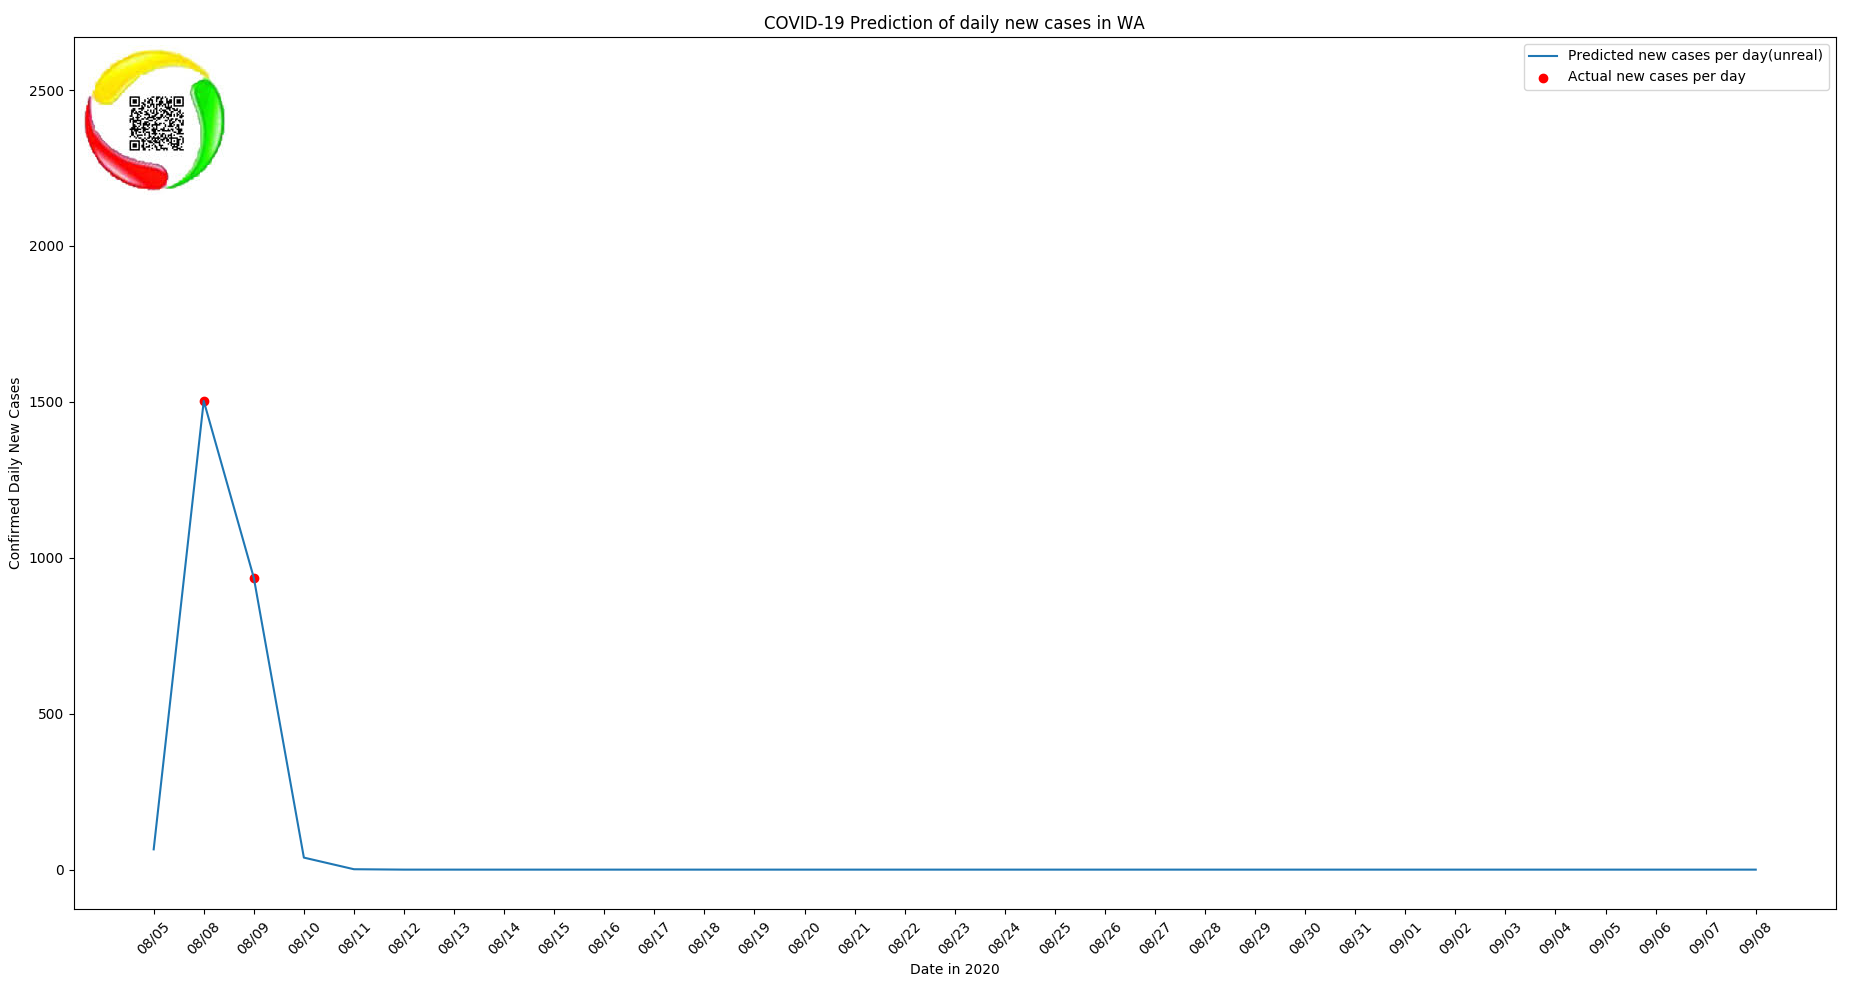 COVID-19 Prediction of daily new cases in WA
Predicted new cases per day(unreal)
Actual new cases per day
Confirmed Daily New Cases
2500
2000
1500
1000
500
0
08/05 08/08 08/09 08/10 08/11 08/12 08/13 08/14 08/15 08/16 08/17 08/18 08/19 08/20 08/21 08/22 08/23 08/24 08/25 08/26 08/27 08/28 08/29 08/30 08/31 09/01 09/02 09/03 09/04 09/05 09/06 09/07 09/08
Date in 2020